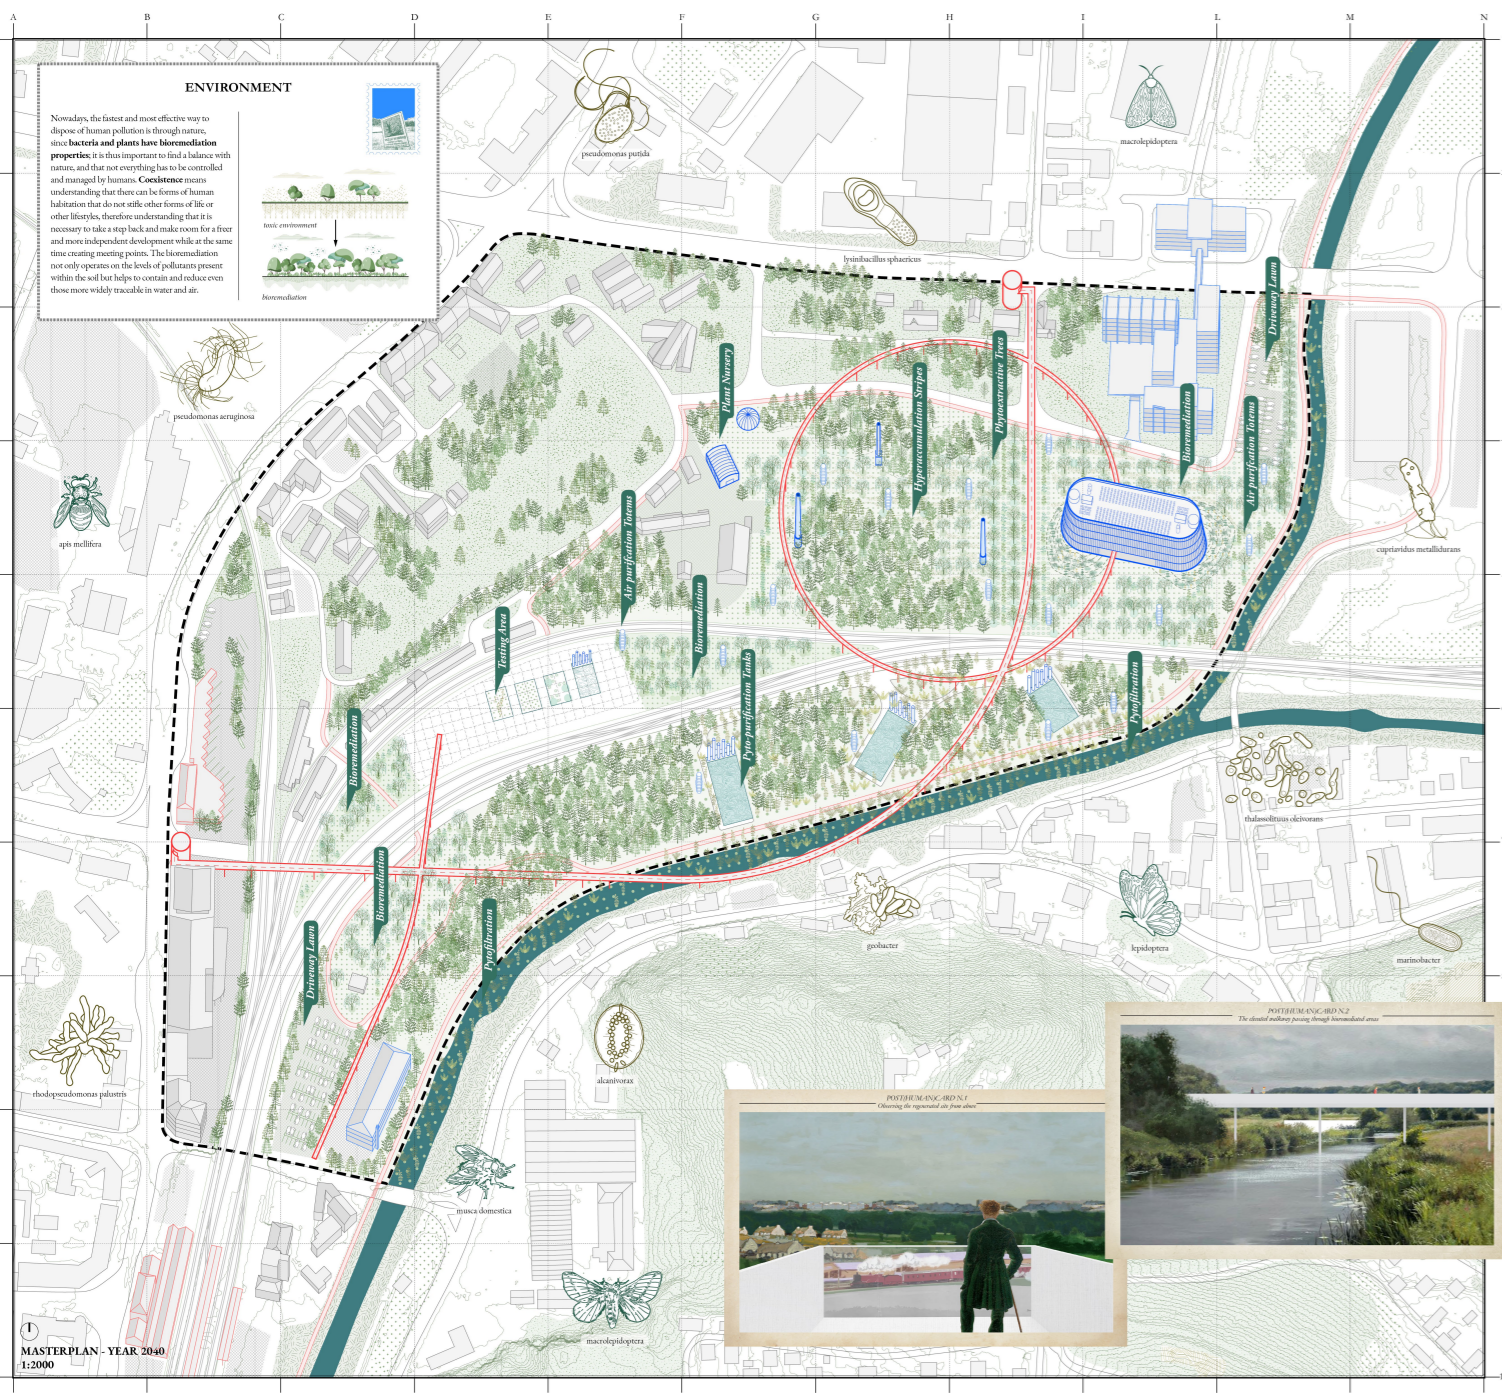 A B C D E F G H I L M N
ENVIRONMENT
Nowadays, the fastest and most effective way to
dispose of human pollution is through nature,
since bacteria and plants have bioremediation
properties; it is thus important to find a balance with
nature, and that not everything has to be controlled
and managed by humans. Coexistence means
understanding that there can be forms of human
habitation that do not stifle other forms of life or
other lifestyles, therefore understanding that it is
necessary to take a step back and make room for a freer
and more independent development while at the same
time creating meeting points. The bioremediation
not only operates on the levels of pollutants present
within the soil but helps to contain and reduce even
those more widely traceable in water and air.
toxic environment
bioremediation
pseudomonas putida
macrolepidoptera
lysinibacillus sphaericus
pseudomonas aeruginosa
apis mellifera
cupriavidus metallidurans
Driveway Lawn
Plant Nursery
Phytoextractive Trees
Hyperaccumulation Stripes
Bioremediation
Air purifcation Totems
Air purifcation Totems
Bioremediation
Testing Area
Pyto-purification Tanks
Pytofiltration
Bioremediation
Bioremediation
Pytofiltration
Driveway Lawn
thalassolituus oleivorans
geobacter
lepidoptera
marinobacter
rhodopseudomonas palustris
alcanivorax
musca domestica
macrolepidoptera
POST(HUMAN)CARD N.2
The elevated walkway passing through bioremediated areas
POST(HUMAN)CARD N.1
Observing the regenerated site from above
MASTERPLAN - YEAR 2040
1:2000